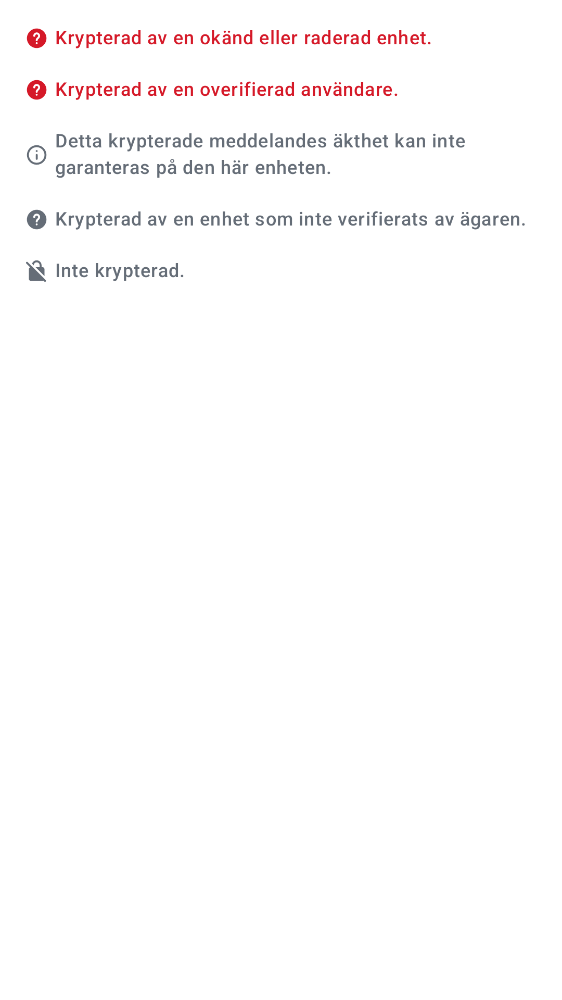 Krypterad av en okänd eller raderad enhet.
Krypterad av en overifierad användare.
Detta krypterade meddelandes äkthet kan inte
garanteras på den här enheten.
Krypterad av en enhet som inte verifierats av ägaren.
Inte krypterad.